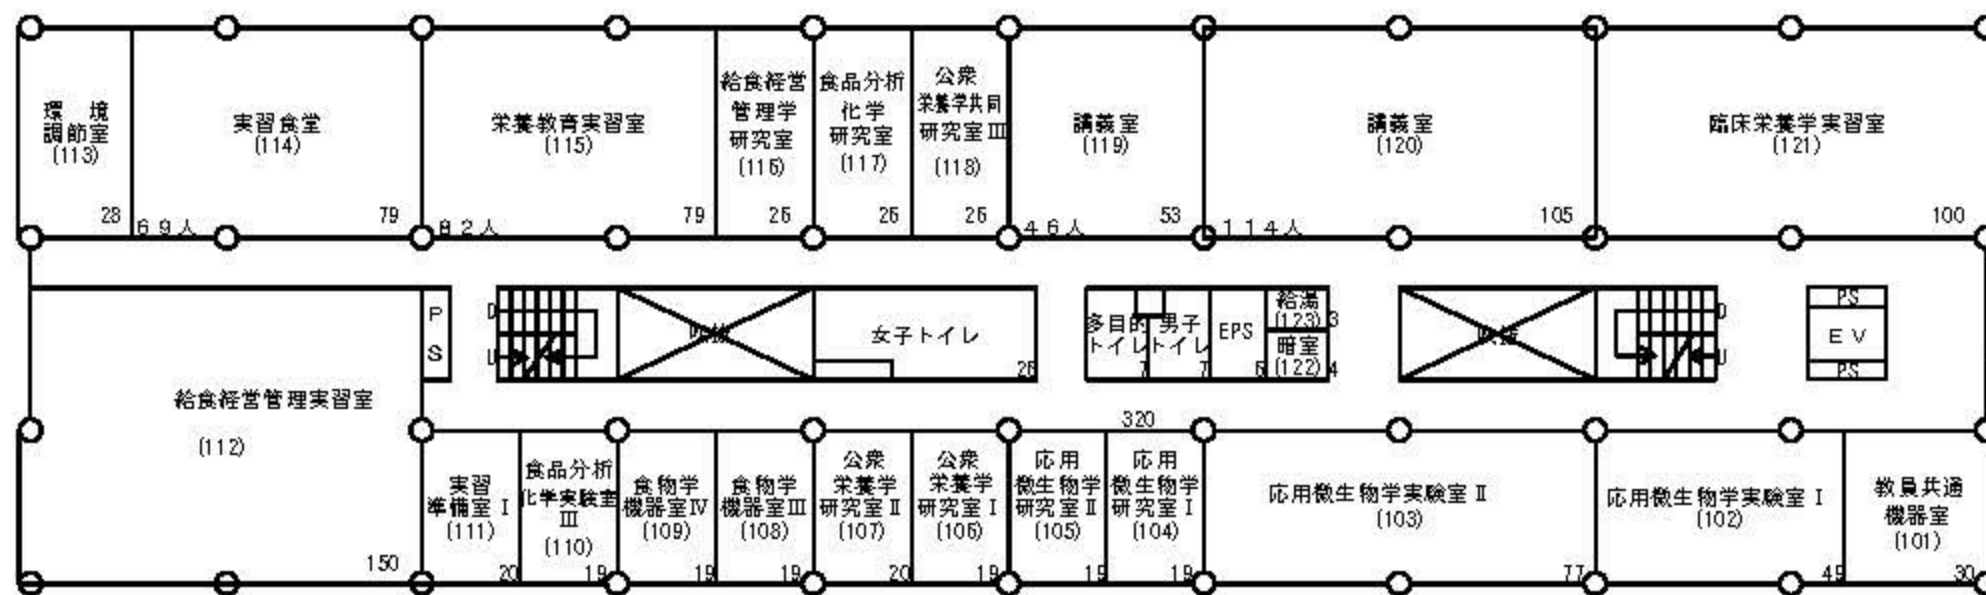 環 境
調節室
(113)
28
実習食堂
(114)
69人
79
栄養教育実習室
(115)
82人
79
給食経営
管理学
研究室
(116)
26
食品分析
化学
研究室
(117)
26
公衆
栄養学共同
研究室Ⅲ
(118)
26
講義室
(119)
46人
53
講義室
(120)
114人
105
臨床栄養学実習室
(121)
100
給食経営管理実習室
(112)
150
P
S
D
U
女子トイレ
26
多目的
トイレ
7
男子
トイレ
7
EPS
6
給湯
(123)
3
暗室
(122)
4
D
U
PS
EV
PS
320
実習
準備室Ⅰ
(111)
20
食品分析
化学実験室
Ⅲ
(110)
19
食物学
機器室Ⅳ
(109)
19
食物学
機器室Ⅲ
(108)
19
公衆
栄養学
研究室Ⅱ
(107)
20
公衆
栄養学
研究室Ⅰ
(106)
19
応用
微生物学
研究室Ⅱ
(105)
19
応用
微生物学
研究室Ⅰ
(104)
19
応用微生物学実験室Ⅱ
(103)
77
応用微生物学実験室Ⅰ
(102)
49
教員共通
機器室
(101)
30